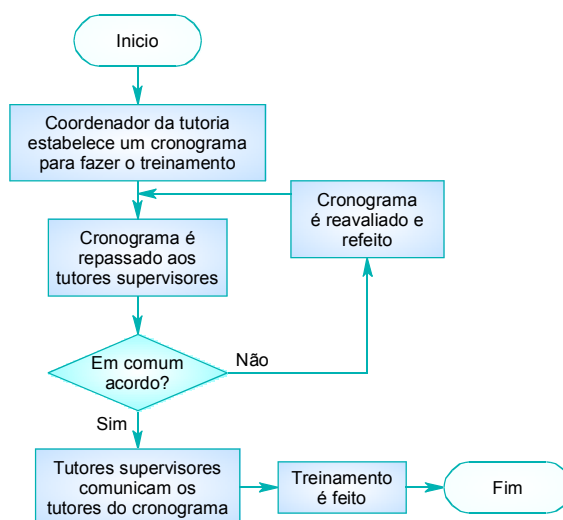 Inicio
Coordenador da tutoria
estabelece um cronograma
para fazer o treinamento
Cronograma
é reavaliado e
refeito
Cronograma é
repassado aos
tutores supervisores
Em comum
acordo?
Não
Sim
Tutores supervisores
comunicam os
tutores do cronograma
Treinamento
é feito
Fim